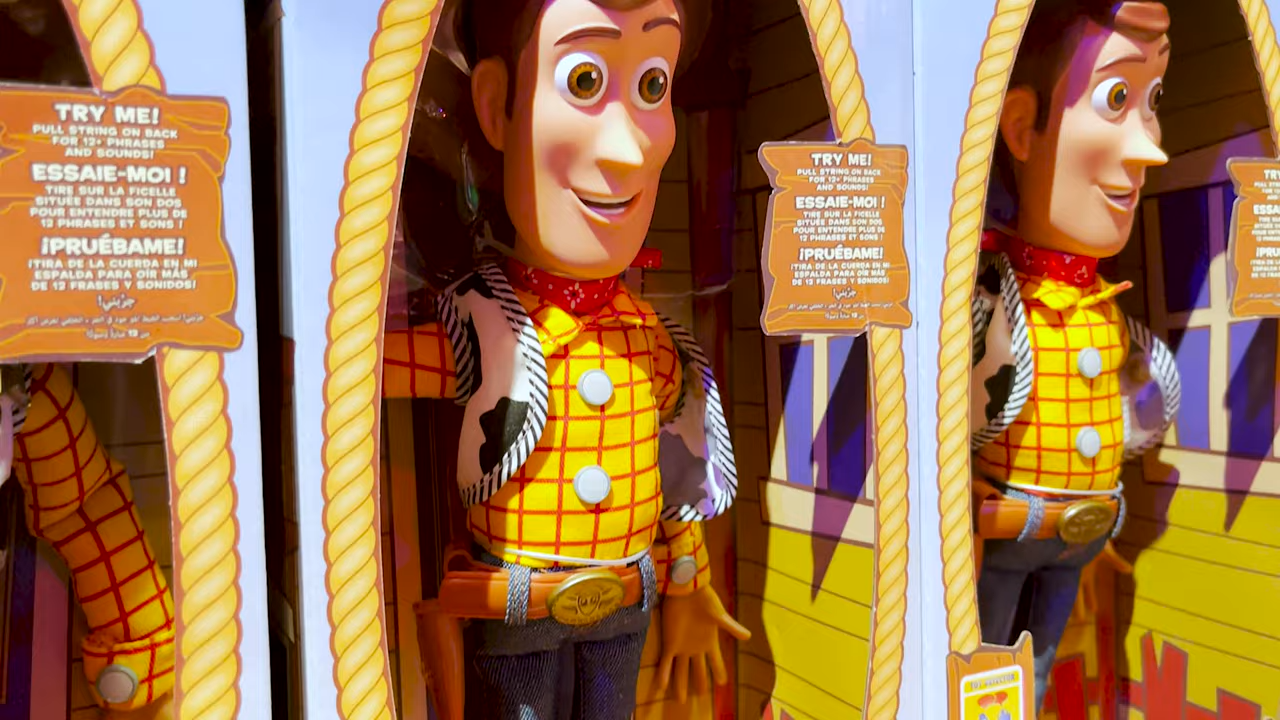 TRY ME!
PULL STRING ON BACK
FOR 12+ PHRASES
AND SOUNDS!
ESSAIE-MOI !
TIRE SUR LA FICELLE
SITUÉE DANS SON DOS
POUR ENTENDRE PLUS DE
12 PHRASES ET SONS !
¡PRUÉBAME!
¡TIRA DE LA CUERDA EN MI
ESPALDA PARA OÍR MÁS
DE 12 FRASES Y SONIDOS!
جرّبني!
TRY ME!
PULL STRING ON BACK
FOR 12+ PHRASES
AND SOUNDS!
ESSAIE-MOI !
TIRE SUR LA FICELLE
SITUÉE DANS SON DOS
POUR ENTENDRE PLUS DE
12 PHRASES ET SONS !
¡PRUÉBAME!
¡TIRA DE LA CUERDA EN MI
ESPALDA PARA OÍR MÁS
DE 12 FRASES Y SONIDOS!
جرّبني!